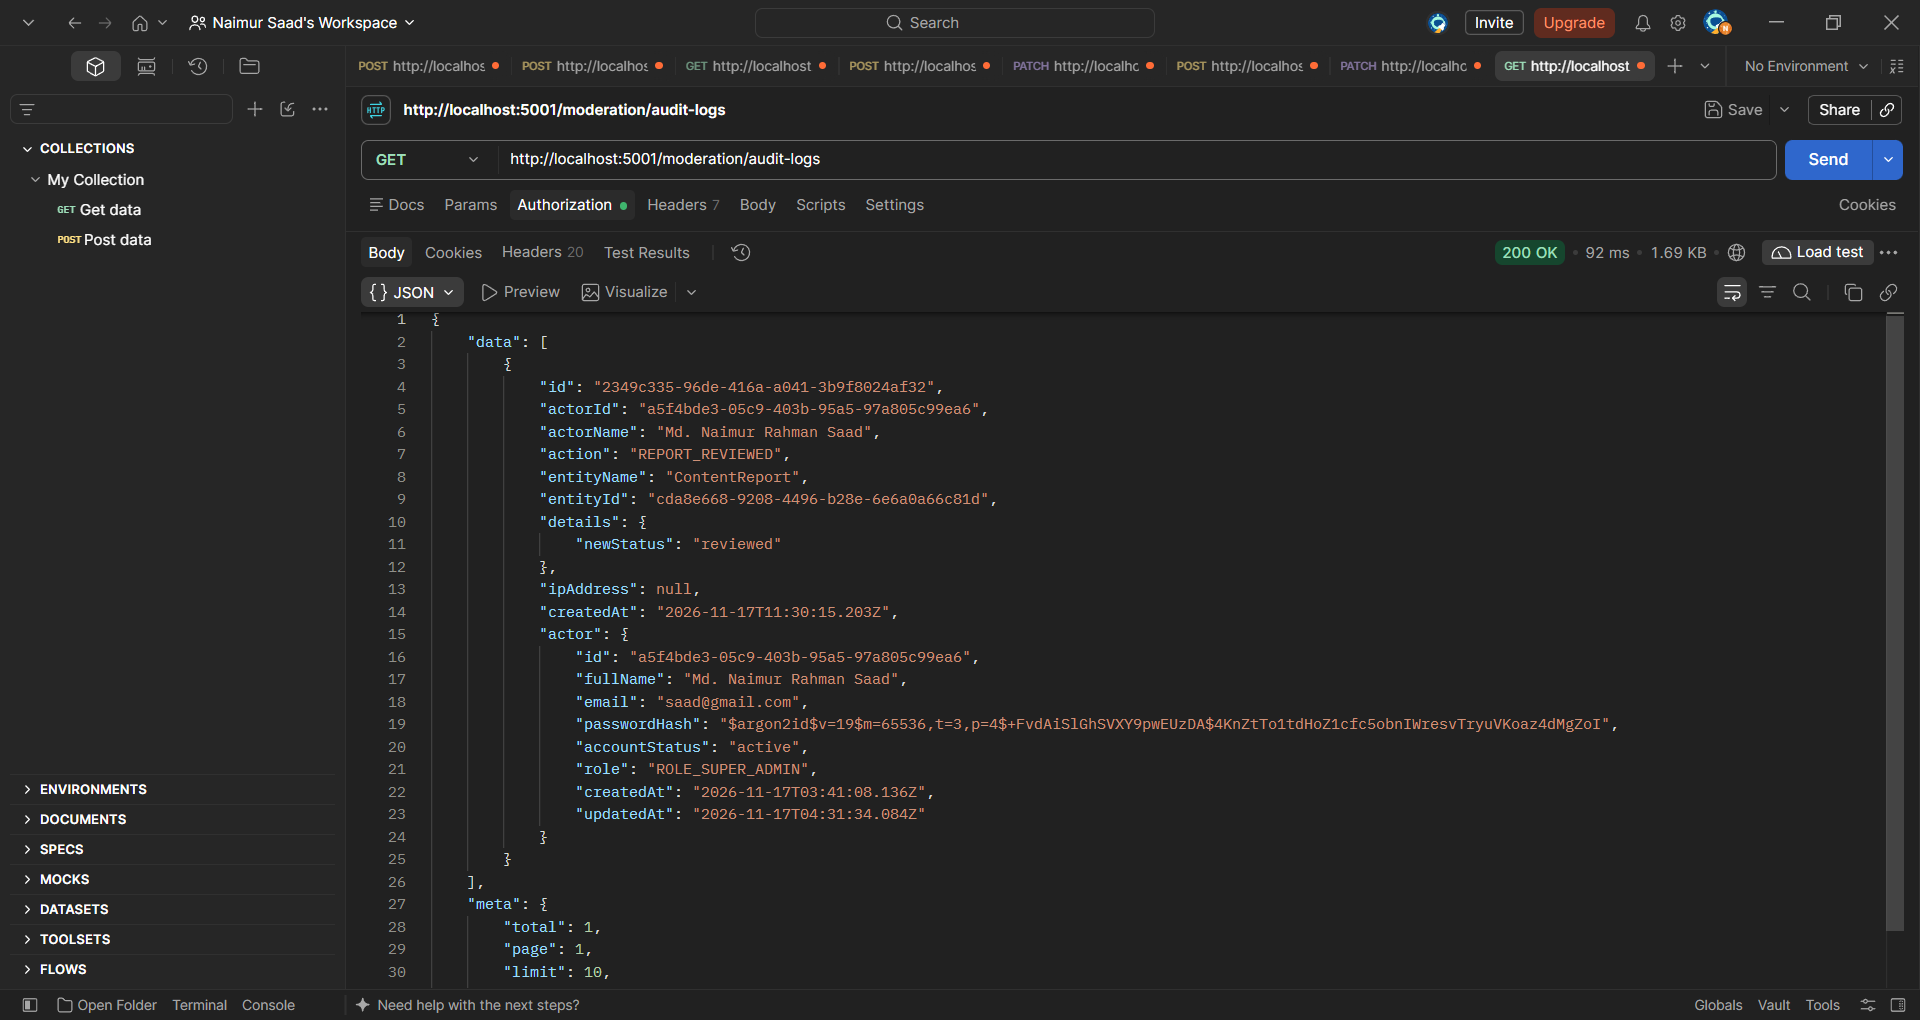 Naimur Saad's Workspace
Search
Invite
Upgrade
POST http://localhos
POST http://localhos
GET http://localhost
POST http://localhos
PATCH http://localhc
POST http://localhos
PATCH http://localhc
GET http://localhost
No Environment
HTTP http://localhost:5001/moderation/audit-logs
Save
Share
COLLECTIONS
My Collection
GET Get data
POST Post data
GET http://localhost:5001/moderation/audit-logs
Send
Docs Params Authorization Headers 7 Body Scripts Settings
Cookies
Body Cookies Headers 20 Test Results
200 OK • 92 ms • 1.69 KB
Load test
{} JSON Preview Visualize
1 {
2 "data": [
3 {
4 "id": "2349c335-96de-416a-a041-3b9f8024af32",
5 "actorId": "a5f4bde3-05c9-403b-95a5-97a805c99ea6",
6 "actorName": "Md. Naimur Rahman Saad",
7 "action": "REPORT_REVIEWED",
8 "entityName": "ContentReport",
9 "entityId": "cda8e668-9208-4496-b28e-6e6a0a66c81d",
10 "details": {
11 "newStatus": "reviewed"
12 },
13 "ipAddress": null,
14 "createdAt": "2026-11-17T11:30:15.203Z",
15 "actor": {
16 "id": "a5f4bde3-05c9-403b-95a5-97a805c99ea6",
17 "fullName": "Md. Naimur Rahman Saad",
18 "email": "saad@gmail.com",
19 "passwordHash": "$argon2id$v=19$m=65536,t=3,p=4$+FvdAiSlGhSVXY9pwEUzDA$4KnZtTo1tdHoZ1cfc5obnIWresvTryuVKoaz4dMgZoI",
20 "accountStatus": "active",
21 "role": "ROLE_SUPER_ADMIN",
22 "createdAt": "2026-11-17T03:41:08.136Z",
23 "updatedAt": "2026-11-17T04:31:34.084Z"
24 }
25 }
26 ],
27 "meta": {
28 "total": 1,
29 "page": 1,
30 "limit": 10,
ENVIRONMENTS
DOCUMENTS
SPECS
MOCKS
DATASETS
TOOLSETS
FLOWS
Open Folder Terminal Console
Need help with the next steps?
Globals Vault Tools